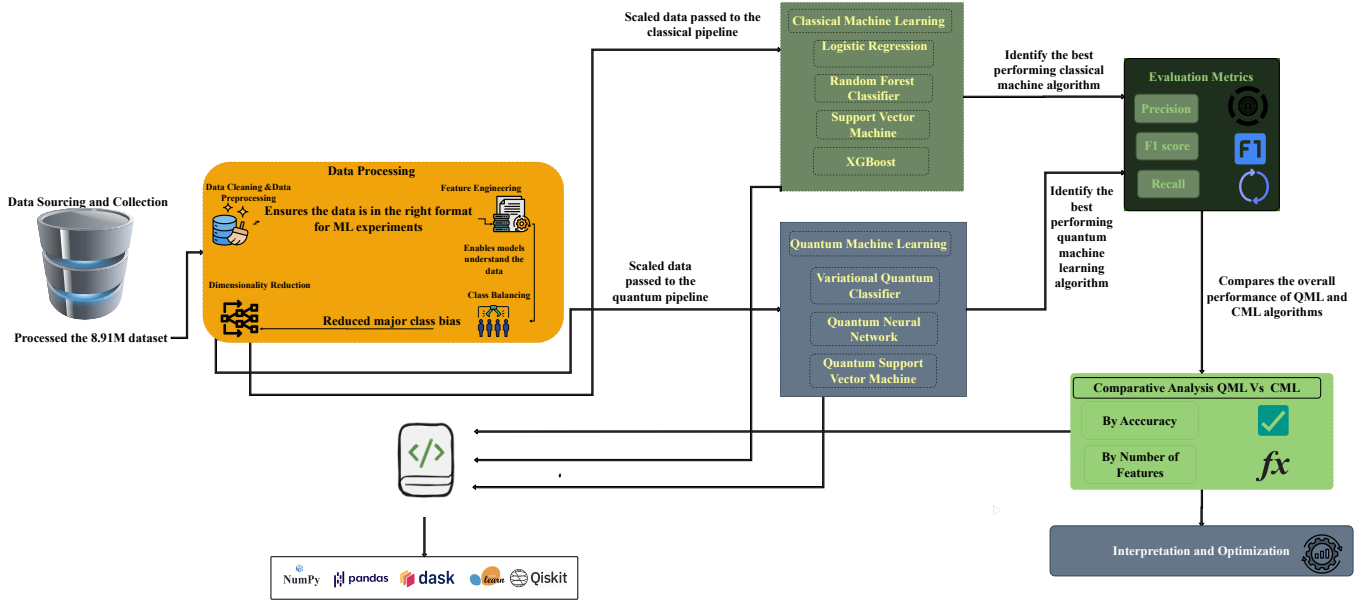 Data Sourcing and Collection
Processed the 8.91M dataset
Data Processing
Data Cleaning &Data
Preprocessing
Ensures the data is in the right format
for ML experiments
Feature Engineering
Enables models
understand the
data
Class Balancing
Reduced major class bias
Dimensionality Reduction
Scaled data passed to the
classical pipeline
Scaled data
passed to the
quantum pipeline
Classical Machine Learning
Logistic Regression
Random Forest
Classifier
Support Vector
Machine
XGBoost
Quantum Machine Learning
Variational Quantum
Classifier
Quantum Neural
Network
Quantum Support
Vector Machine
Identify the best
performing classical
machine algorithm
Identify the
best
performing
quantum
machine
learning
algorithm
Evaluation Metrics
Precision
F1 score
F1
Recall
Compares the overall
performance of QML and
CML algorithms
Comparative Analysis QML Vs CML
By Acccuracy
By Number of
Features
fx
Interpretation and Optimization
</>
NumPy
pandas
dask
learn
Qiskit